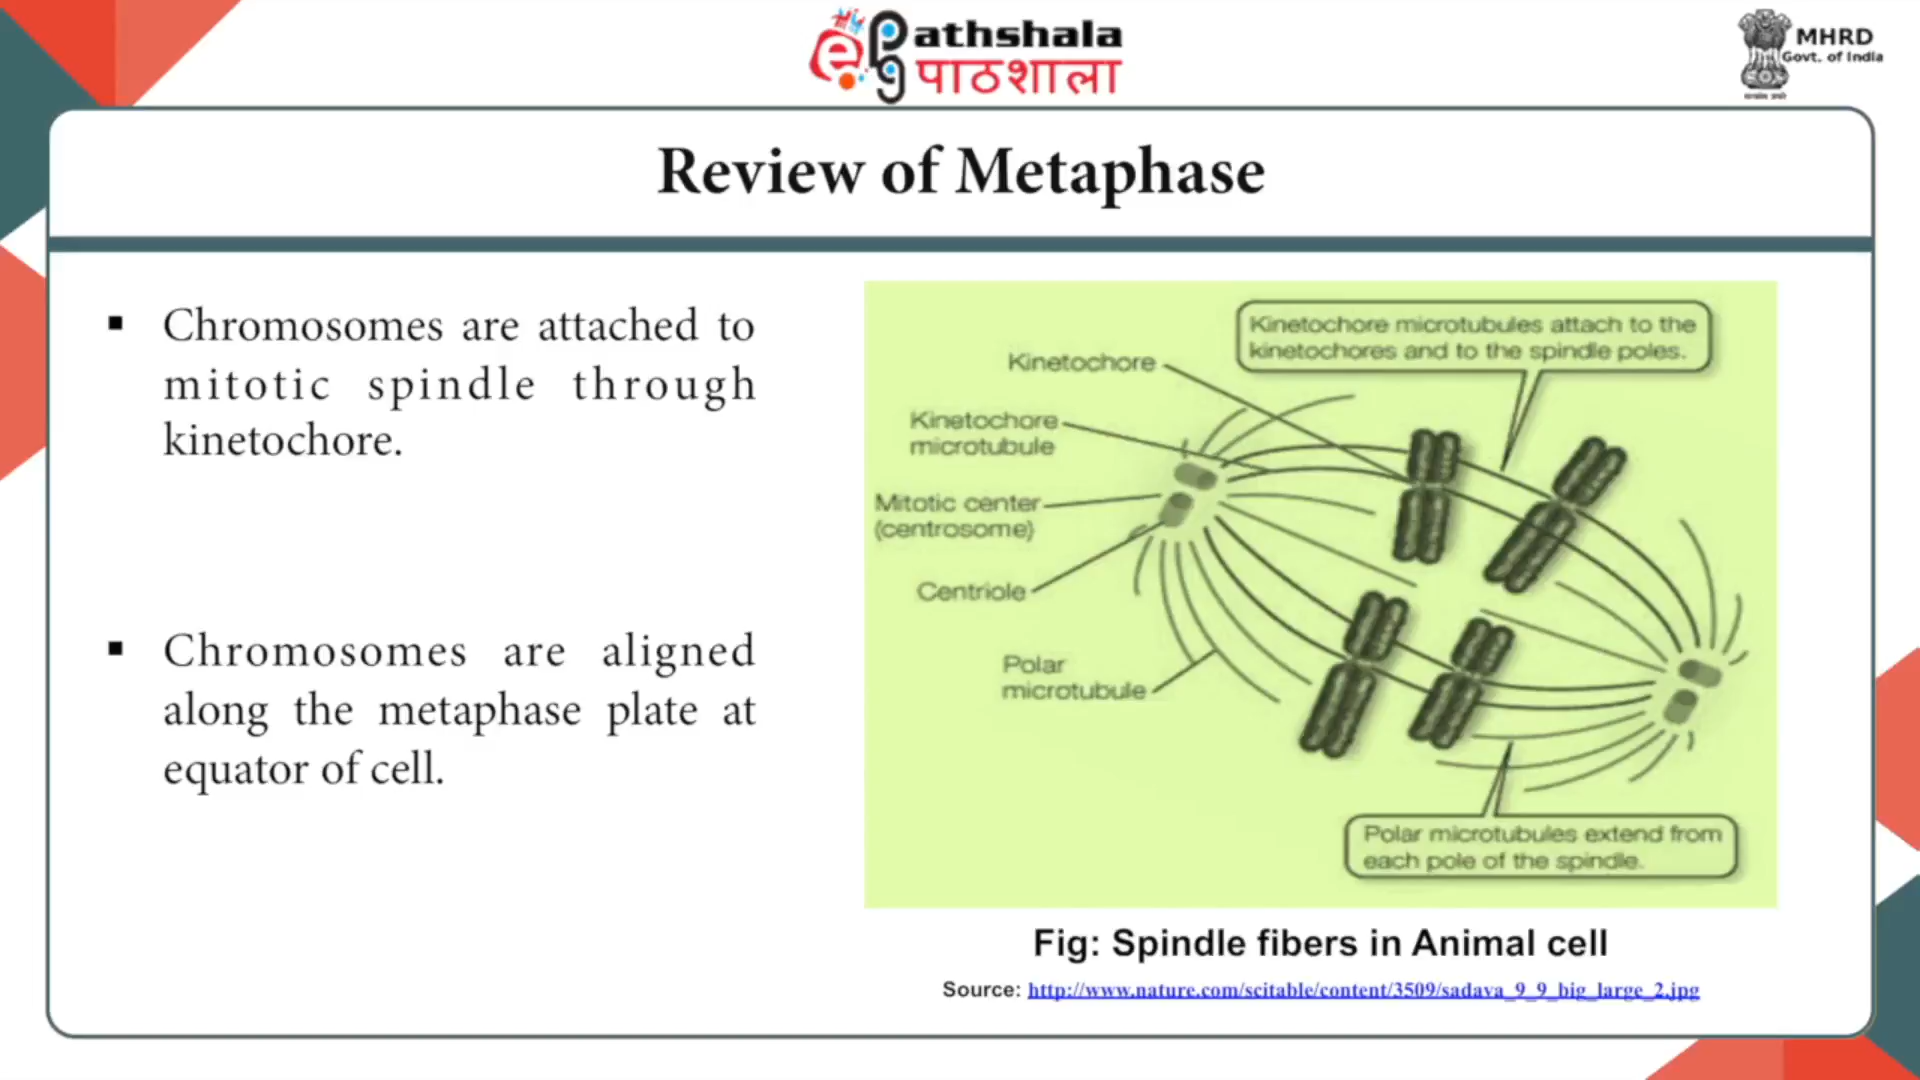 e pg Pathshala
पाठशाला
MHRD
Govt. of India
Review of Metaphase
▪ Chromosomes are attached to
mitotic spindle through
kinetochore.
▪ Chromosomes are aligned
along the metaphase plate at
equator of cell.
Kinetochore microtubules attach to the
kinetochores and to the spindle poles.
Kinetochore
Kinetochore
microtubule
Mitotic center
(centrosome)
Centriole
Polar
microtubule
Polar microtubules extend from
each pole of the spindle.
Fig: Spindle fibers in Animal cell
Source: http://www.nature.com/scitable/content/3509/sadava_9_9_big_large_2.jpg